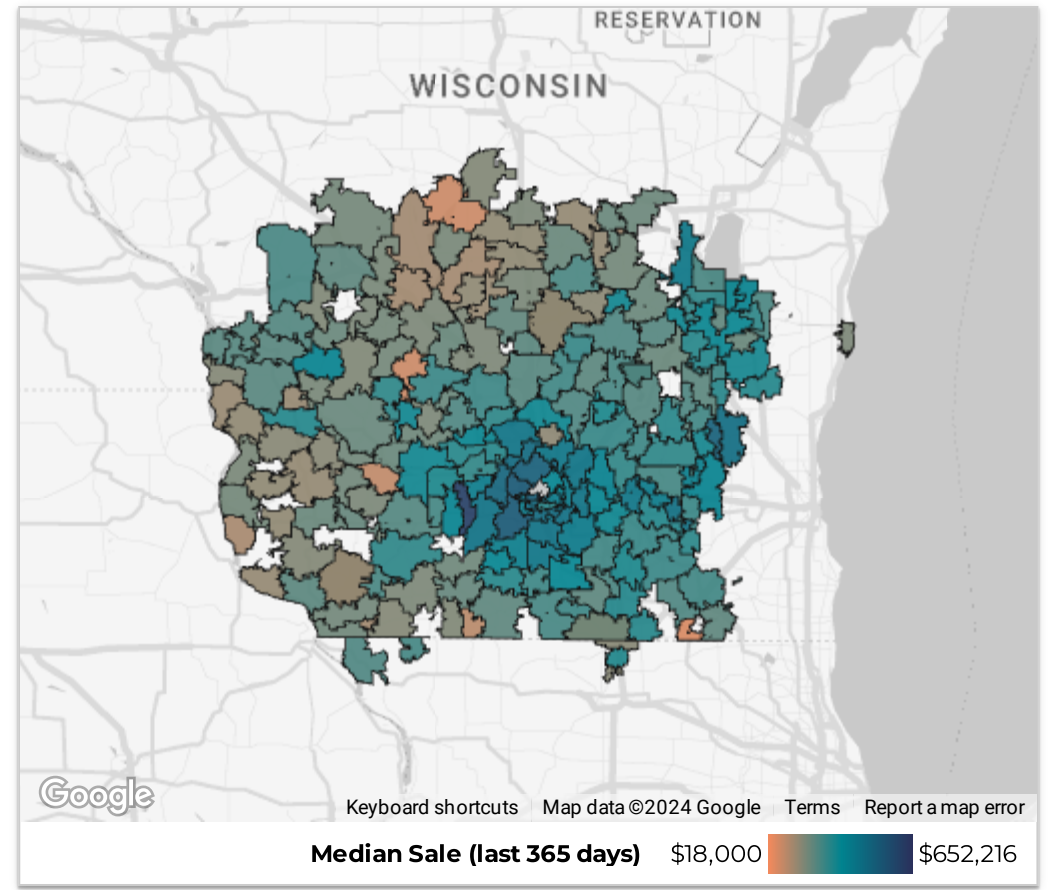 RESERVATION
WISCONSIN
Google
Keyboard shortcuts Map data ©2024 Google Terms Report a map error
Median Sale (last 365 days) $18,000 $652,216